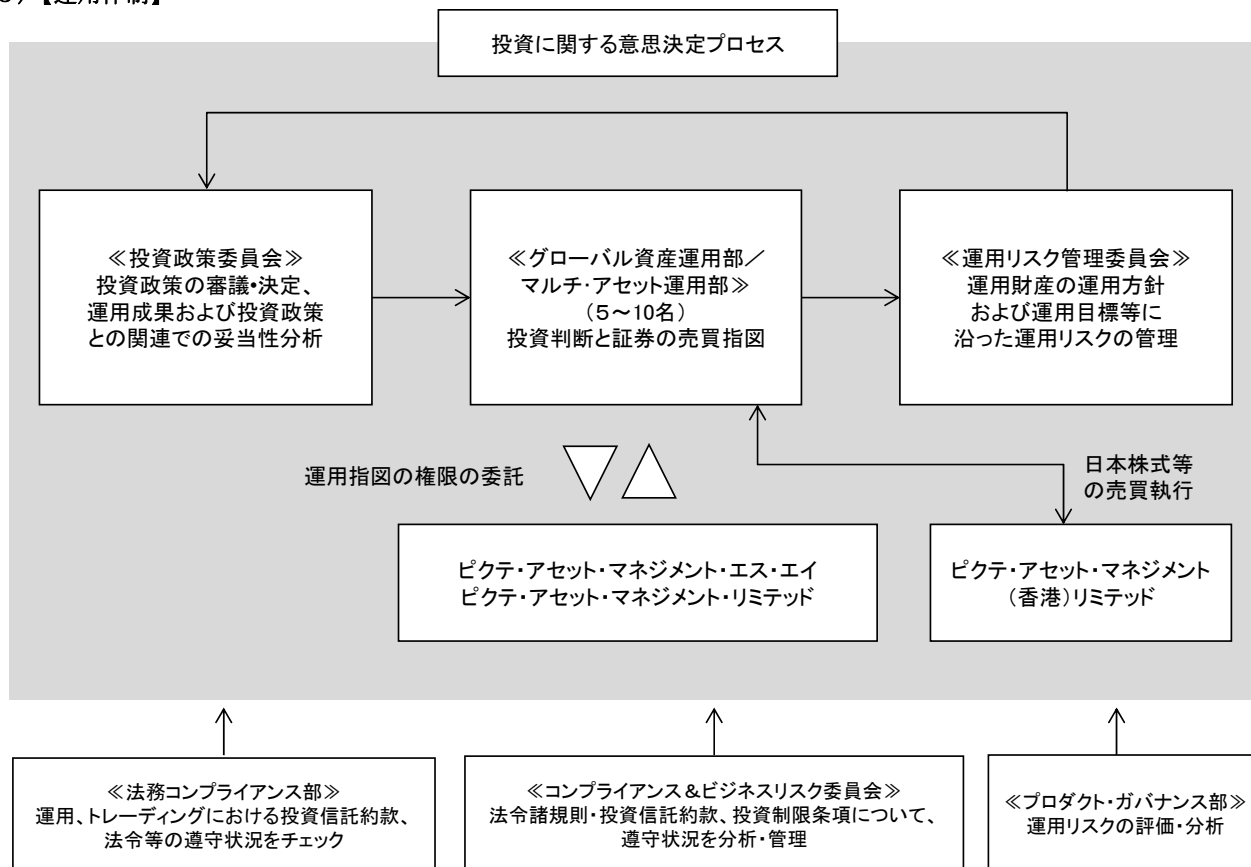 【運用体制】
投資に関する意思決定プロセス
≪投資政策委員会≫
投資政策の審議・決定、
運用成果および投資政策
との関連での妥当性分析
≪グローバル資産運用部／
マルチ・アセット運用部≫
（5～10名）
投資判断と証券の売買指図
≪運用リスク管理委員会≫
運用財産の運用方針
および運用目標等に
沿った運用リスクの管理
運用指図の権限の委託
日本株式等
の売買執行
ピクテ・アセット・マネジメント・エス・エイ
ピクテ・アセット・マネジメント・リミテッド
ピクテ・アセット・マネジメント
（香港）リミテッド
≪法務コンプライアンス部≫
運用、トレーディングにおける投資信託約款、
法令等の遵守状況をチェック
≪コンプライアンス＆ビジネスリスク委員会≫
法令諸規則・投資信託約款、投資制限条項について、
遵守状況を分析・管理
≪プロダクト・ガバナンス部≫
運用リスクの評価・分析